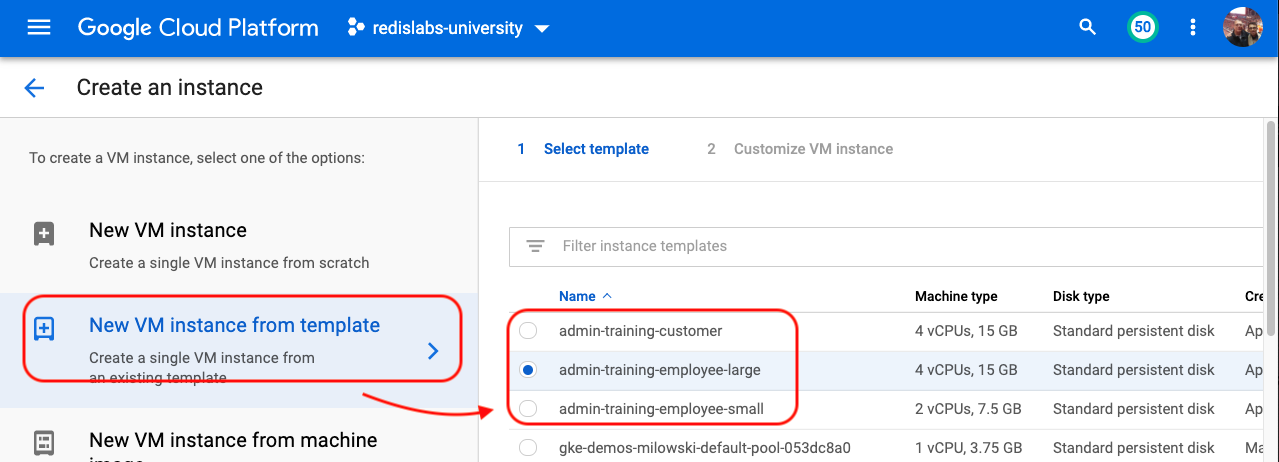 Google Cloud Platform redislabs-university 50
Create an instance
To create a VM instance, select one of the options:
New VM instance
Create a single VM instance from scratch
New VM instance from template
Create a single VM instance from
an existing template
New VM instance from machine
image
1 Select template 2 Customize VM instance
Filter instance templates
Name Machine type Disk type Cre
admin-training-customer 4 vCPUs, 15 GB Standard persistent disk Ap
admin-training-employee-large 4 vCPUs, 15 GB Standard persistent disk Ap
admin-training-employee-small 2 vCPUs, 7.5 GB Standard persistent disk Ap
gke-demos-milowski-default-pool-053dc8a0 1 vCPU, 3.75 GB Standard persistent disk Ma